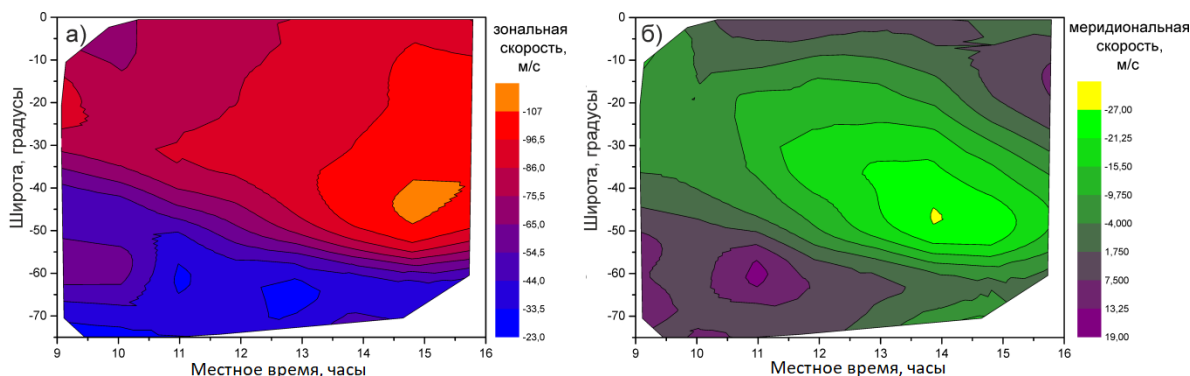 а)
зональная
скорость,
м/с
-107
-96,5
-86,00
-75,5
-65,0
-54,5
-44,0
-33,5
-23,0
0
-10
-20
-30
-40
-50
-60
-70
Широта, градусы
9 10 11 12 13 14 15 16
Местное время, часы
б)
меридиональная
скорость,
м/с
-27,00
-21,25
-15,50
-9,750
-4,000
1,750
7,500
13,25
19,00
0
-10
-20
-30
-40
-50
-60
-70
Широта, градусы
9 10 11 12 13 14 15 16
Местное время, часы